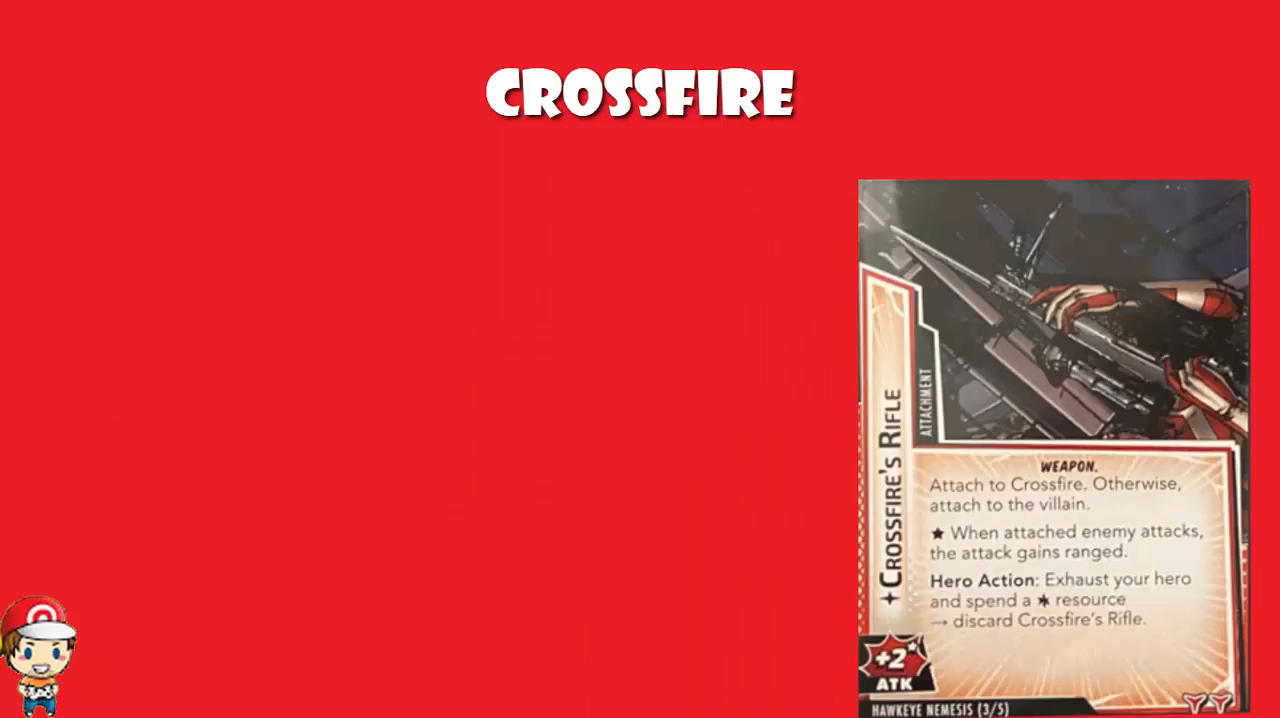 CROSSFIRE
CROSSFIRE'S RIFLE
ATTACHMENT
WEAPON.
Attach to Crossfire. Otherwise,
attach to the villain.
★ When attached enemy attacks,
the attack gains ranged.
Hero Action: Exhaust your hero
and spend a resource
→ discard Crossfire's Rifle.
+2*
ATK
HAWKEYE NEMESIS (3/5)